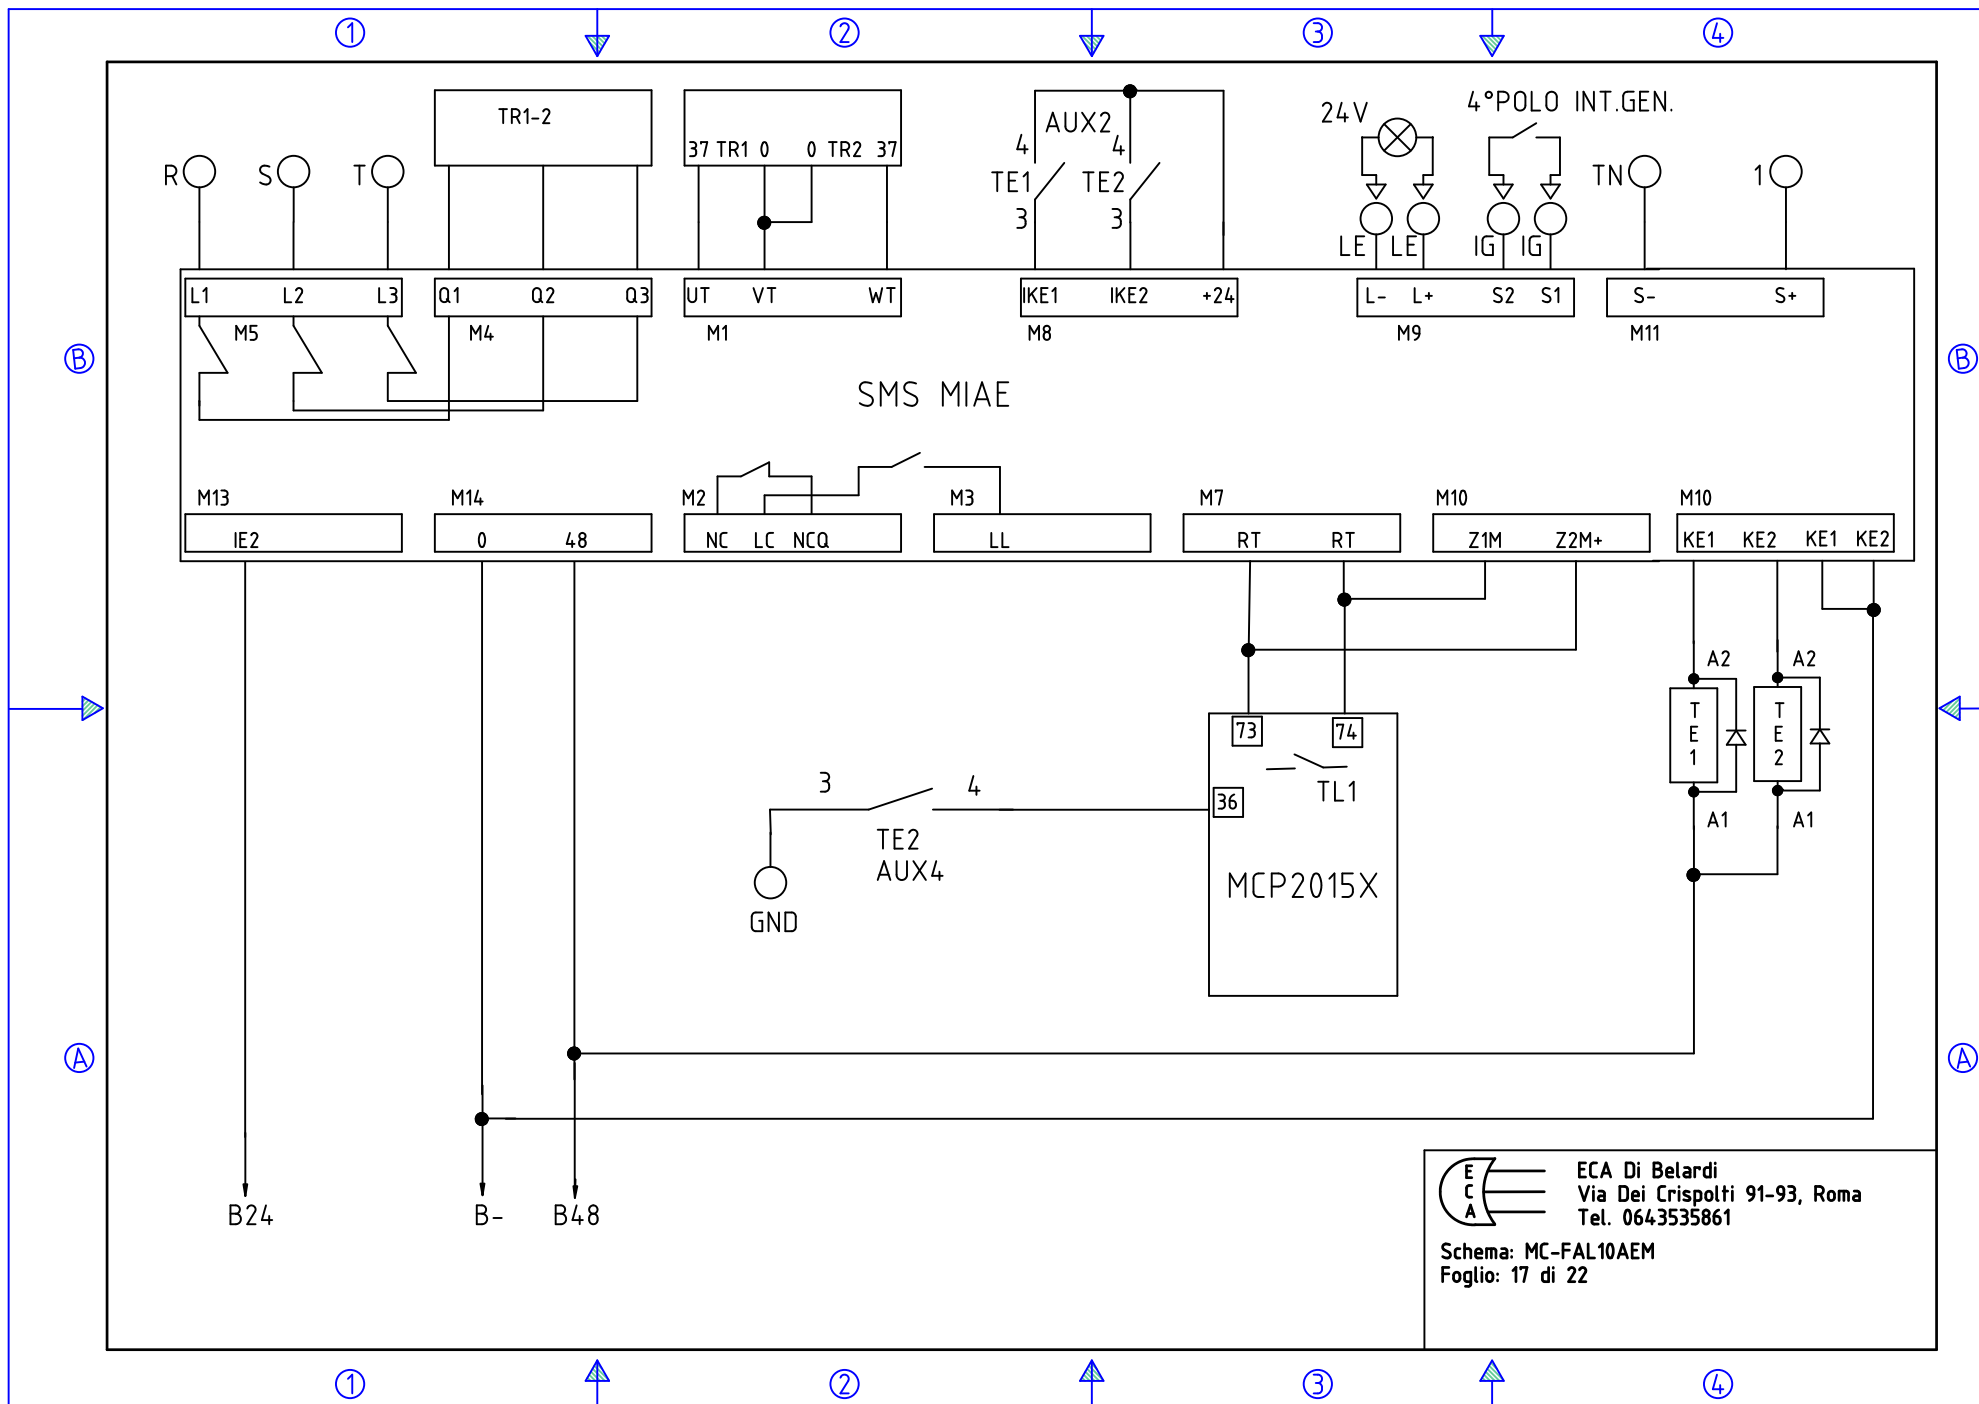 1 2 3 4
TR1-2
37 TR1 0 0 TR2 37
AUX2
4 4
TE1 TE2
3 3
24V
4°POLO INT.GEN.
R S T
TN 1
LE LE IG IG
L1 L2 L3 Q1 Q2 Q3 UT VT WT IKE1 IKE2 +24 L- L+ S2 S1 S- S+
M5 M4 M1 M8 M9 M11
B B
SMS MIAE
M13 M14 M2 M3 M7 M10 M10
IE2 0 48 NC LC NCQ LL RT RT Z1M Z2M+ KE1 KE2 KE1 KE2
A2 A2
TE1 TE2
73 74
TL1
36
3 4
TE2
AUX4
A1 A1
MCP2015X
GND
A A
B24 B- B48
E
C
A
ECA Di Belardi
Via Dei Crispolti 91-93, Roma
Tel. 0643535861
Schema: MC-FAL10AEM
Foglio: 17 di 22
1 2 3 4